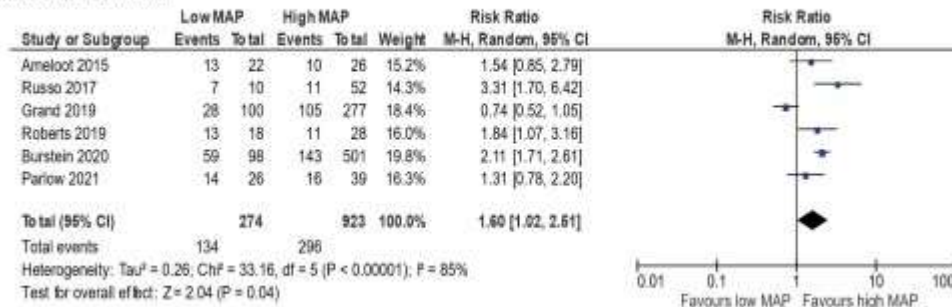 Low MAP High MAP Risk Ratio Risk Ratio
Study or Subgroup Events Total Events Total Weight M-H, Random, 95% CI M-H, Random, 95% CI
Ameloot 2015 13 22 10 26 15.2% 1.54 [0.85, 2.79]
Russo 2017 7 10 11 52 14.3% 3.31 [1.70, 6.42]
Grand 2019 28 100 105 277 18.4% 0.74 [0.52, 1.05]
Roberts 2019 13 18 11 28 16.0% 1.84 [1.07, 3.16]
Burstein 2020 59 98 143 501 19.8% 2.11 [1.71, 2.61]
Parlow 2021 14 26 16 39 16.3% 1.31 [0.78, 2.20]
Total (95% CI) 274 923 100.0% 1.60 [1.02, 2.51]
Total events 134 296
Heterogeneity: Tau² = 0.26; Chi² = 33.16, df = 5 (P < 0.00001); I² = 85%
Test for overall effect: Z = 2.04 (P = 0.04)
0.01 0.1 1 10 100
Favours low MAP Favours high MAP